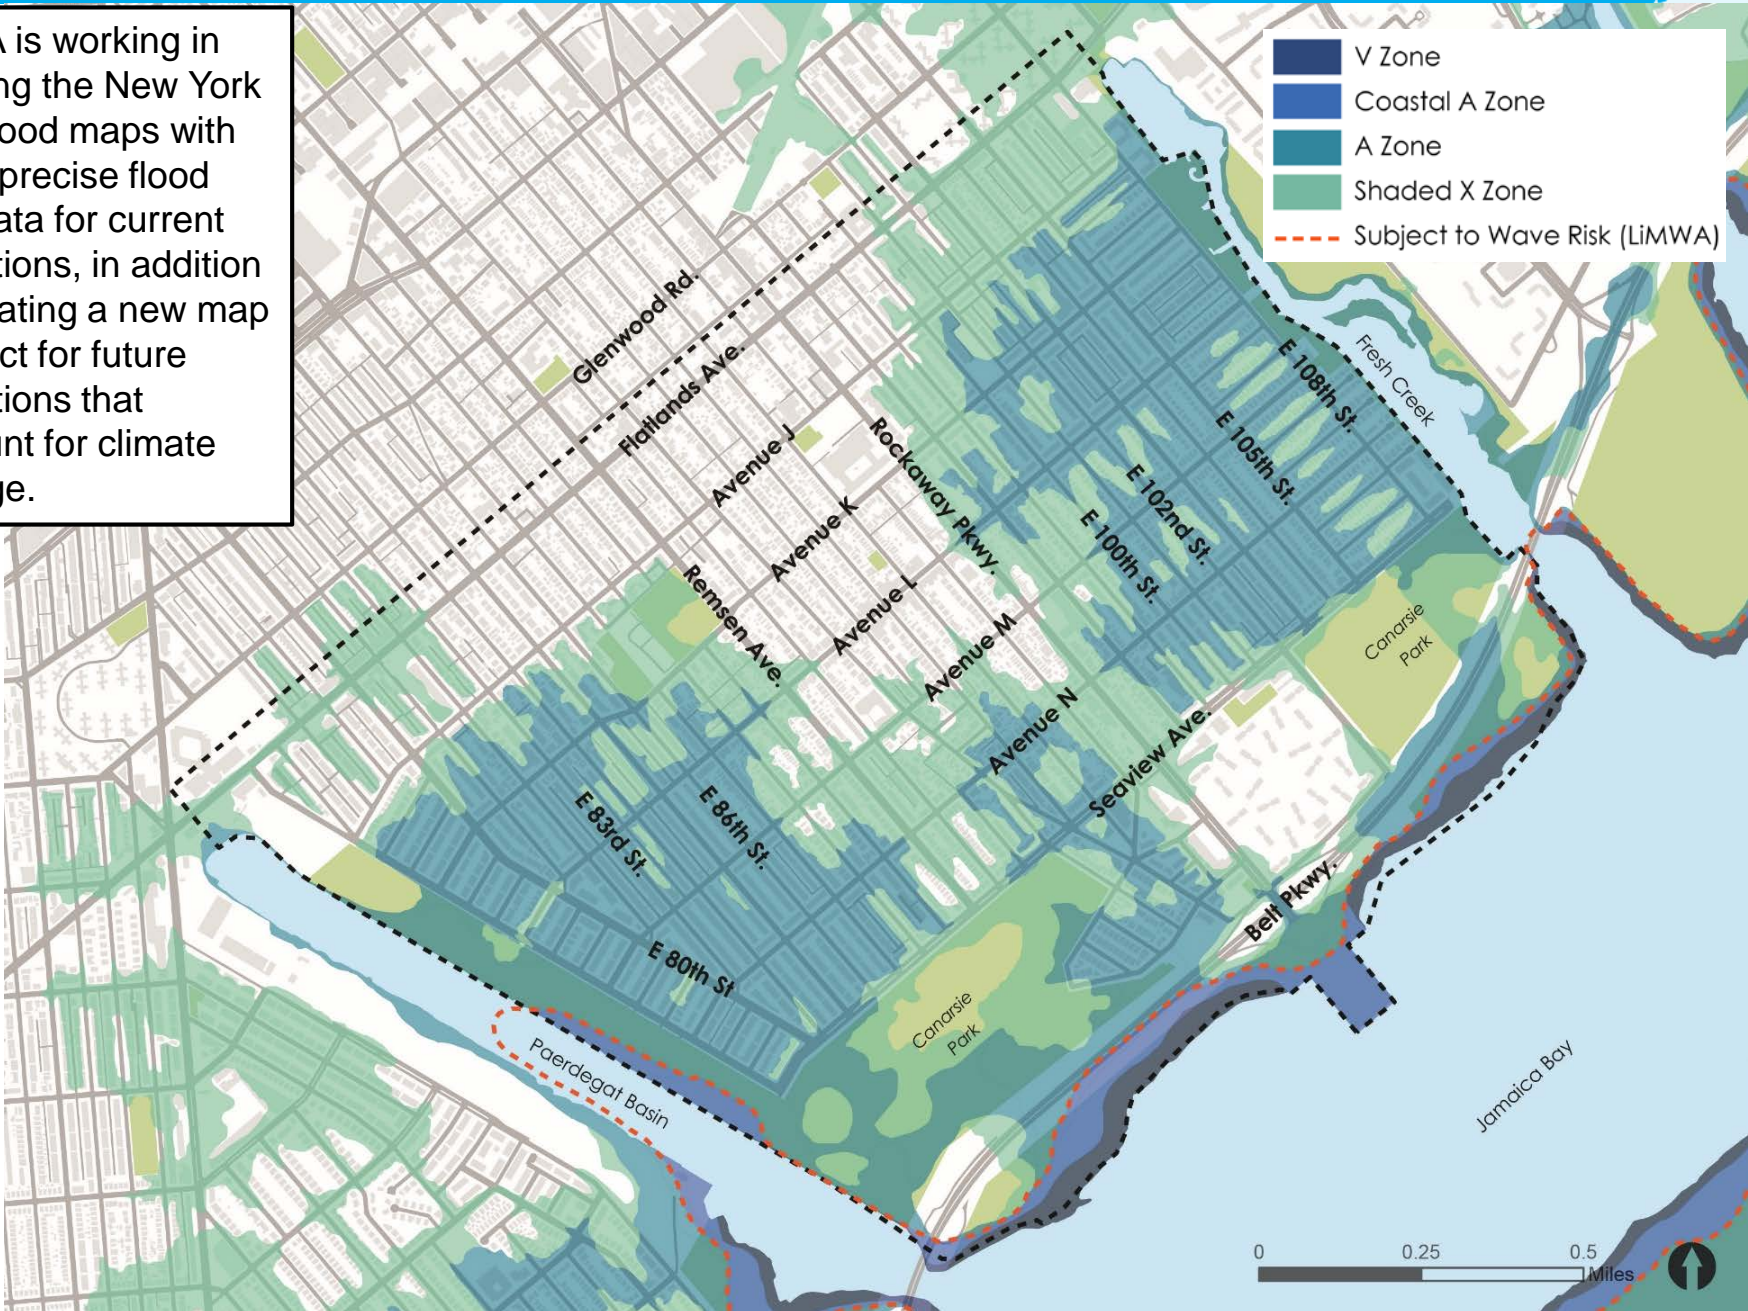 A is working in
ng the New York
ood maps with
precise flood
ata for current
tions, in addition
ating a new map
ct for future
tions that
unt for climate
ge.
V Zone
Coastal A Zone
A Zone
Shaded X Zone
Subject to Wave Risk (LiMWA)
Glenwood Rd.
Flatlands Ave.
Avenue J
Avenue K
Avenue L
Avenue M
Avenue N
Rockaway Pkwy.
Remsen Ave.
E 108th St.
E 105th St.
E 102nd St.
E 100th St.
Fresh Creek
Canarsie
Park
Seaview Ave.
E 83rd St.
E 86th St.
E 80th St
Belt Pkwy.
Canarsie
Park
Paerdegat Basin
Jamaica Bay
0 0.25 0.5
Miles